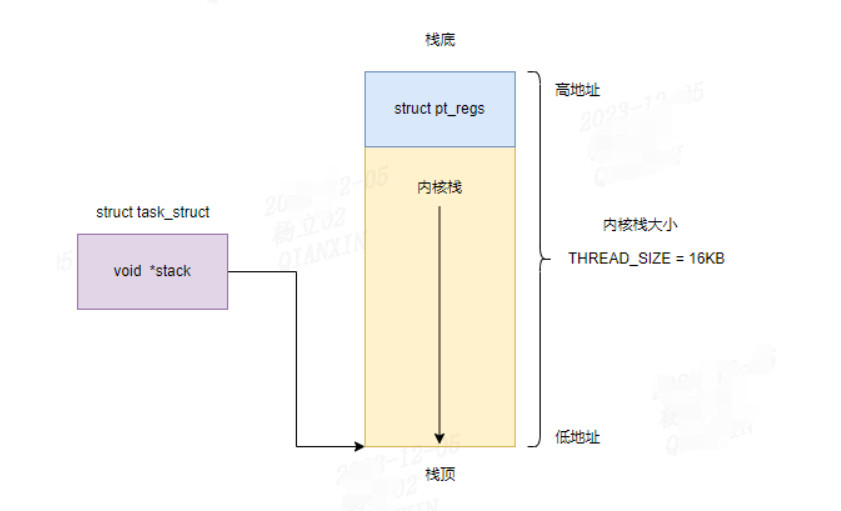 栈底
struct pt_regs
高地址
内核栈
struct task_struct
void *stack
内核栈大小
THREAD_SIZE = 16KB
低地址
栈顶